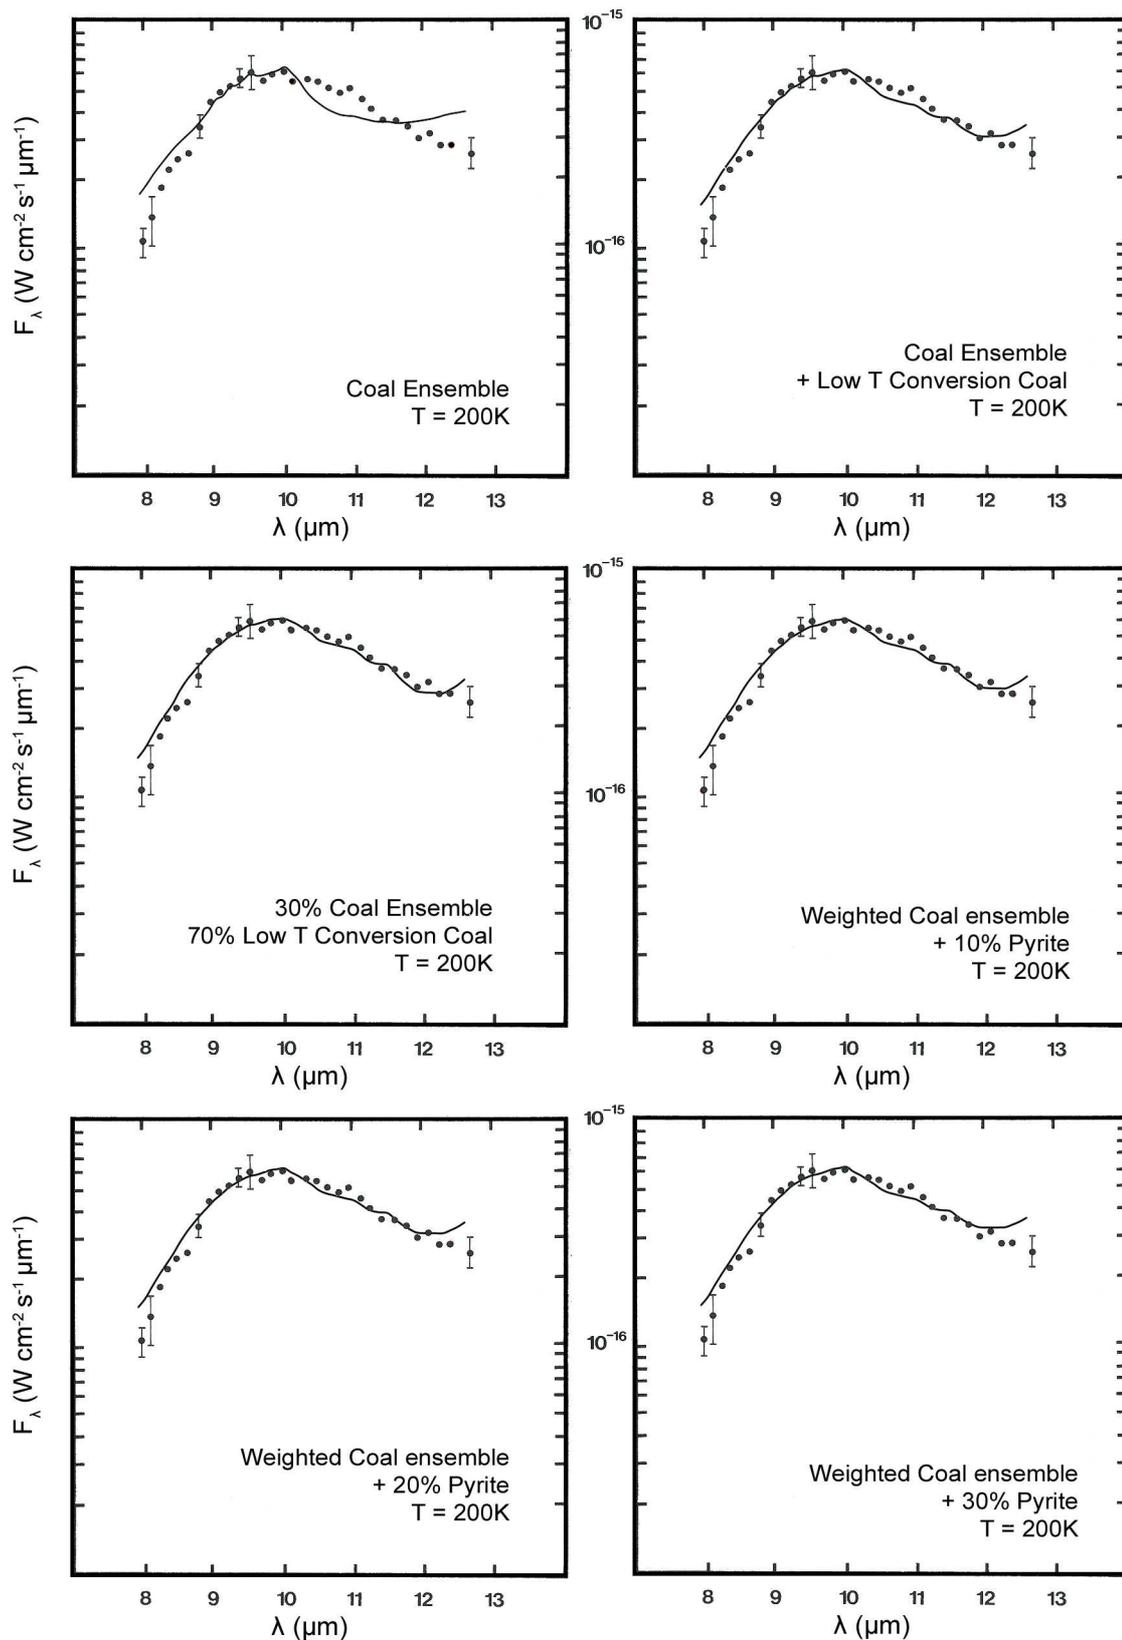 10⁻¹⁵
F_λ (W cm⁻² s⁻¹ µm⁻¹)
10⁻¹⁶
Coal Ensemble
T = 200K
Coal Ensemble
+ Low T Conversion Coal
T = 200K
8 9 10 11 12 13
8 9 10 11 12 13
λ (µm)
λ (µm)
10⁻¹⁵
F_λ (W cm⁻² s⁻¹ µm⁻¹)
10⁻¹⁶
30% Coal Ensemble
70% Low T Conversion Coal
T = 200K
Weighted Coal ensemble
+ 10% Pyrite
T = 200K
8 9 10 11 12 13
8 9 10 11 12 13
λ (µm)
λ (µm)
10⁻¹⁵
F_λ (W cm⁻² s⁻¹ µm⁻¹)
10⁻¹⁶
Weighted Coal ensemble
+ 20% Pyrite
T = 200K
Weighted Coal ensemble
+ 30% Pyrite
T = 200K
8 9 10 11 12 13
8 9 10 11 12 13
λ (µm)
λ (µm)